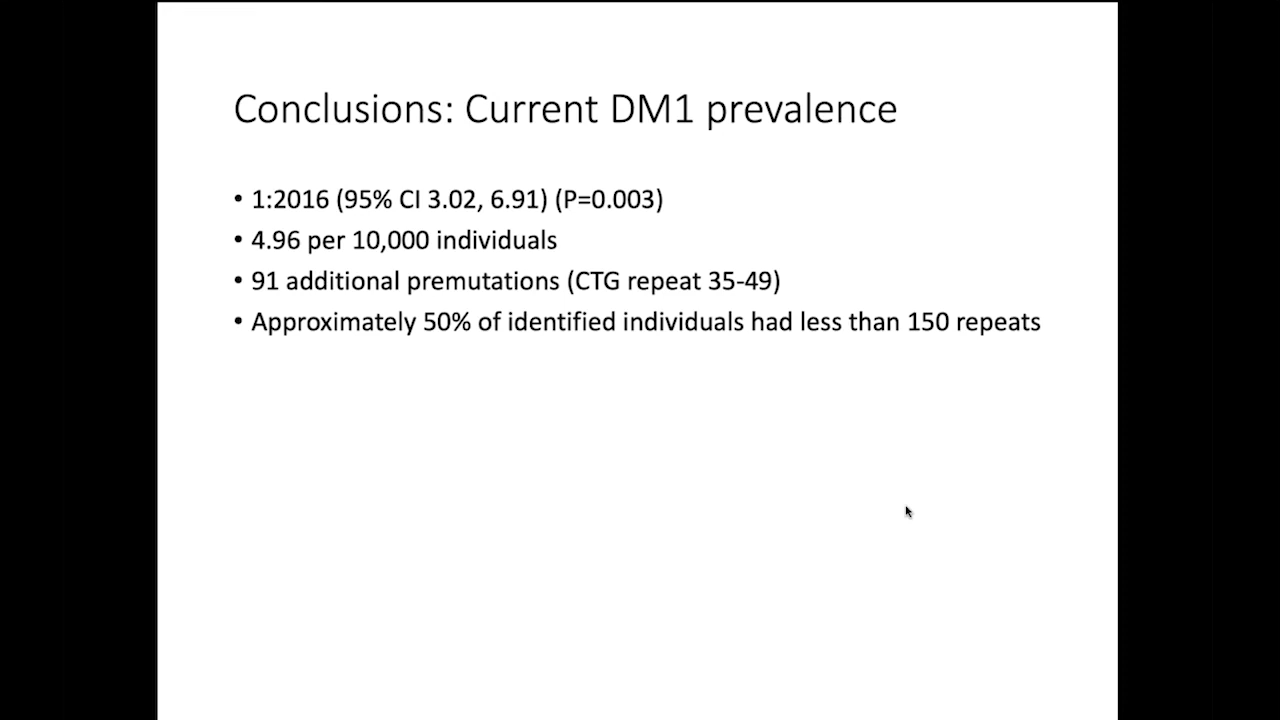 Conclusions: Current DM1 prevalence
• 1:2016 (95% CI 3.02, 6.91) (P=0.003)
• 4.96 per 10,000 individuals
• 91 additional premutations (CTG repeat 35-49)
• Approximately 50% of identified individuals had less than 150 repeats